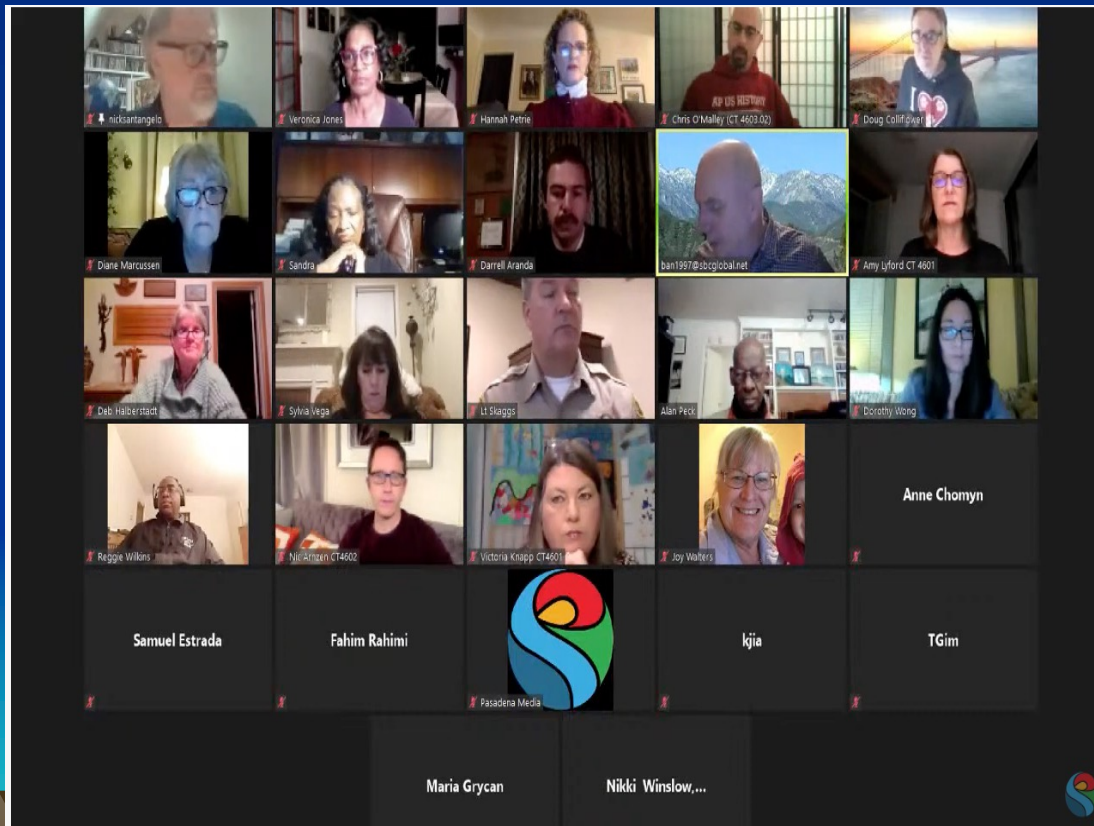 nicksantangelo
Veronica Jones
Hannah Petrie
AP US HISTORY
Chris O'Malley (CT 4603.02)
I
Doug Colliflower
Diane Marcussen
Sandra
Darrell Aranda
ban1997@sbcglobal.net
Amy Lyford CT 4601
Deb Halberstadt
Sylvia Vega
Lt Skaggs
Alan Peck
Dorothy Wong
Reggie Wilkins
Nic Arnzen CT4602
Victoria Knapp CT4601
Joy Walters
Anne Chomyn
Samuel Estrada
Fahim Rahimi
Pasadena Media
kjia
TGim
Maria Grycan
Nikki Winslow,...